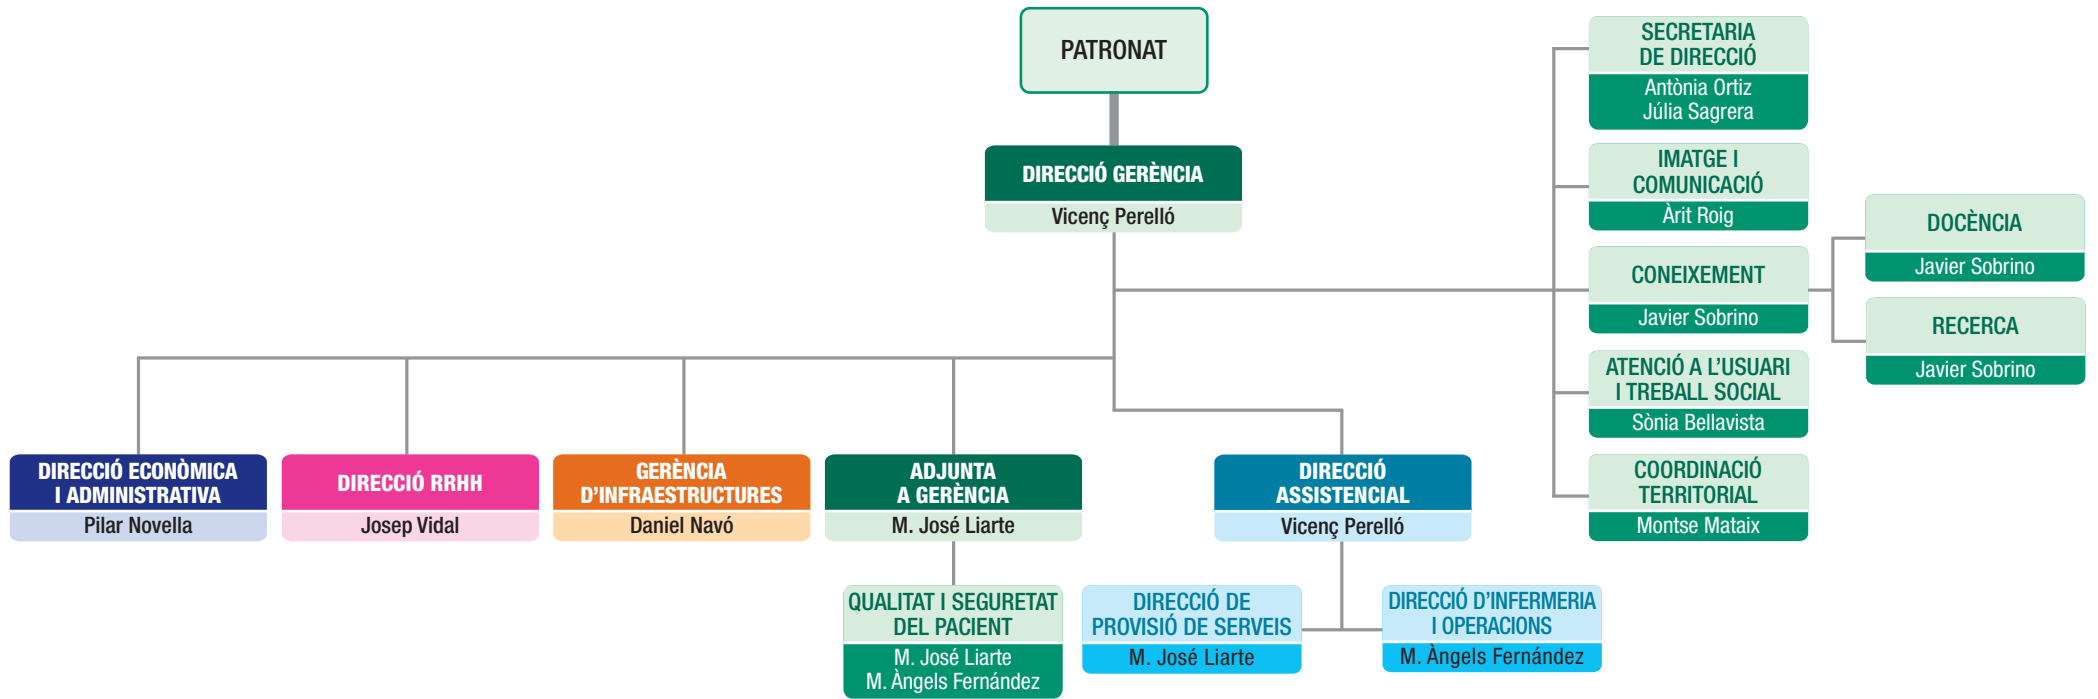 PATRONAT
DIRECCIÓ GERÈNCIA
Vicenç Perelló
SECRETARIA
DE DIRECCIÓ
Antònia Ortiz
Júlia Sagrera
IMATGE I
COMUNICACIÓ
Àrit Roig
CONEIXEMENT
Javier Sobrino
DOCÈNCIA
Javier Sobrino
RECERCA
Javier Sobrino
ATENCIÓ A L’USUARI
I TREBALL SOCIAL
Sònia Bellavista
COORDINACIÓ
TERRITORIAL
Montse Mataix
DIRECCIÓ ECONÒMICA
I ADMINISTRATIVA
Pilar Novella
DIRECCIÓ RRHH
Josep Vidal
GERÈNCIA
D’INFRAESTRUCTURES
Daniel Navó
ADJUNTA
A GERÈNCIA
M. José Liarte
DIRECCIÓ
ASSISTENCIAL
Vicenç Perelló
QUALITAT I SEGURETAT
DEL PACIENT
M. José Liarte
M. Àngels Fernández
DIRECCIÓ DE
PROVISIÓ DE SERVEIS
M. José Liarte
DIRECCIÓ D’INFERMERIA
I OPERACIONS
M. Àngels Fernández